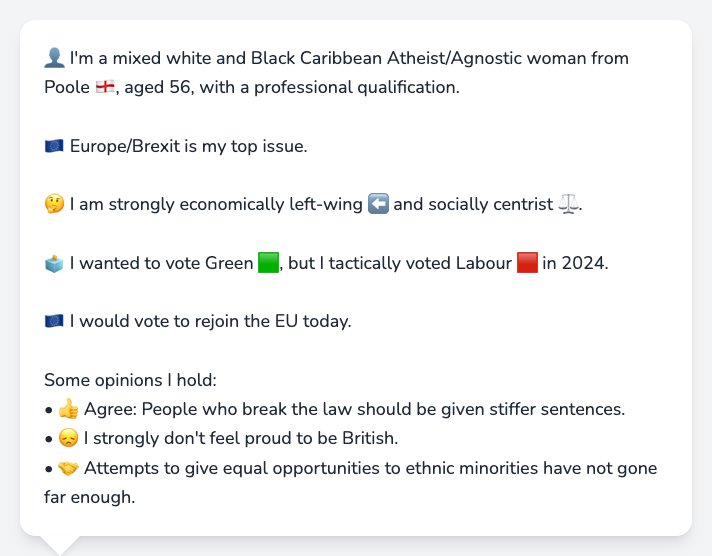 👤 I'm a mixed white and Black Caribbean Atheist/Agnostic woman from
Poole 🏴󠁧󠁢󠁥󠁮󠁧󠁿, aged 56, with a professional qualification.
🇪🇺 Europe/Brexit is my top issue.
🤔 I am strongly economically left-wing ⬅️ and socially centrist ⚖️.
🗳️ I wanted to vote Green 🟩, but I tactically voted Labour 🟥 in 2024.
🇪🇺 I would vote to rejoin the EU today.
Some opinions I hold:
• 👍 Agree: People who break the law should be given stiffer sentences.
• 😞 I strongly don't feel proud to be British.
• 🤝 Attempts to give equal opportunities to ethnic minorities have not gone
far enough.